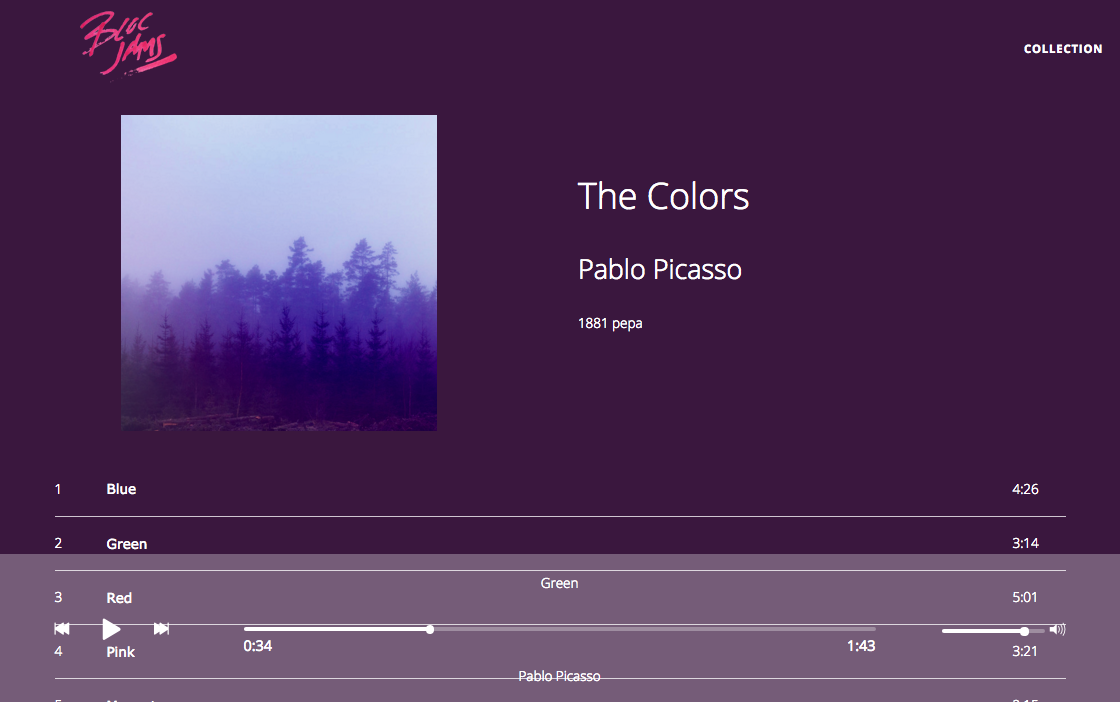 Bloc
Jams
COLLECTION
The Colors
Pablo Picasso
1881 pepa
1 Blue 4:26
2 Green 3:14
Green
3 Red 5:01
0:34 1:43
4 Pink 3:21
Pablo Picasso